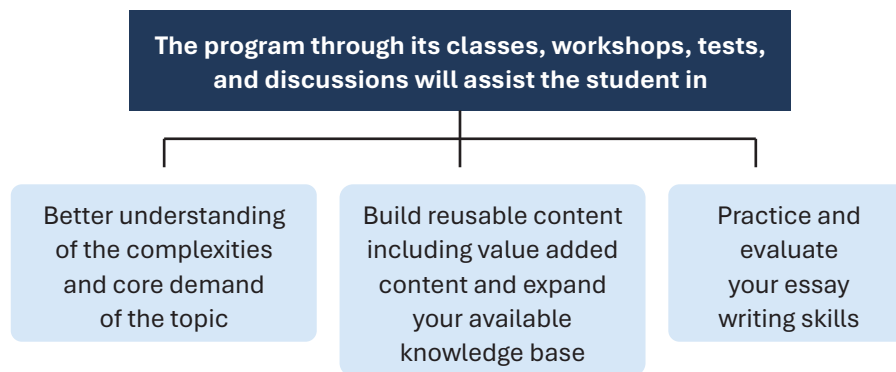 The program through its classes, workshops, tests,
and discussions will assist the student in
Better understanding
of the complexities
and core demand
of the topic
Build reusable content
including value added
content and expand
your available
knowledge base
Practice and
evaluate
your essay
writing skills